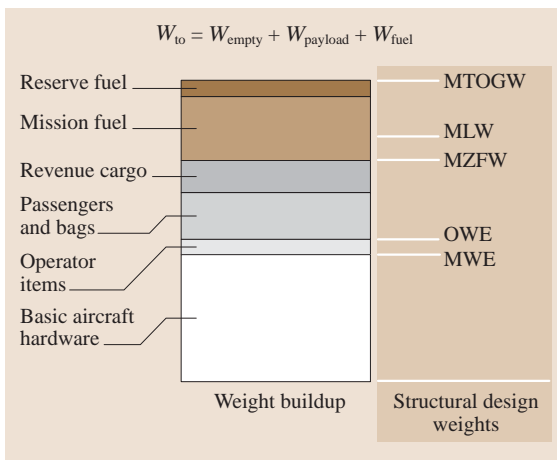 W_to = W_empty + W_payload + W_fuel
Reserve fuel
Mission fuel
Revenue cargo
Passengers
and bags
Operator
items
Basic aircraft
hardware
MTOGW
MLW
MZFW
OWE
MWE
Weight buildup
Structural design
weights